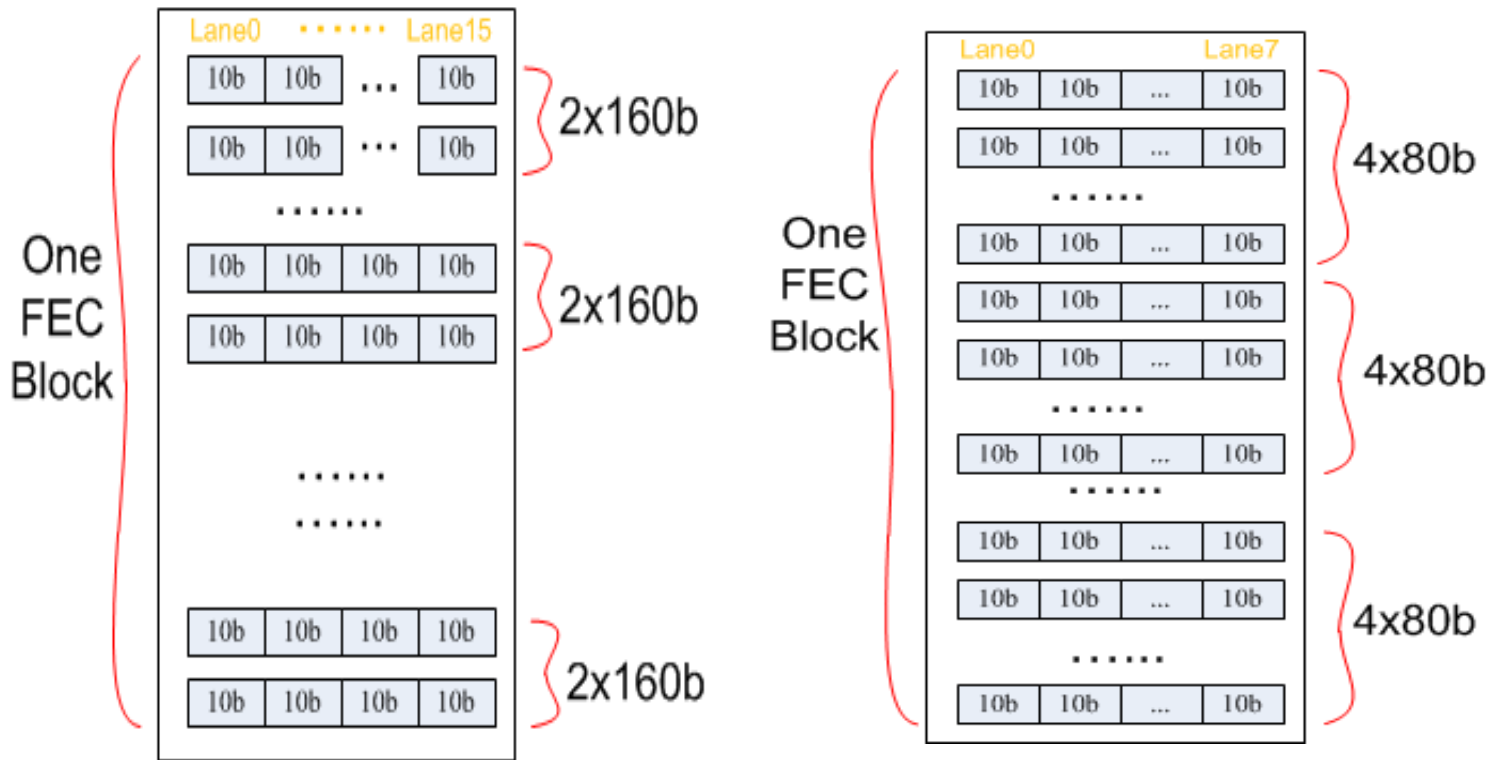 Lane0 ...... Lane15
10b 10b ... 10b
10b 10b ... 10b
2x160b
......
10b 10b 10b 10b
10b 10b 10b 10b
2x160b
......
......
10b 10b 10b 10b
10b 10b 10b 10b
2x160b
One
FEC
Block
Lane0 Lane7
10b 10b ... 10b
10b 10b ... 10b
......
10b 10b ... 10b
4x80b
10b 10b ... 10b
10b 10b ... 10b
......
10b 10b ... 10b
4x80b
......
10b 10b ... 10b
10b 10b ... 10b
......
10b 10b ... 10b
4x80b
One
FEC
Block